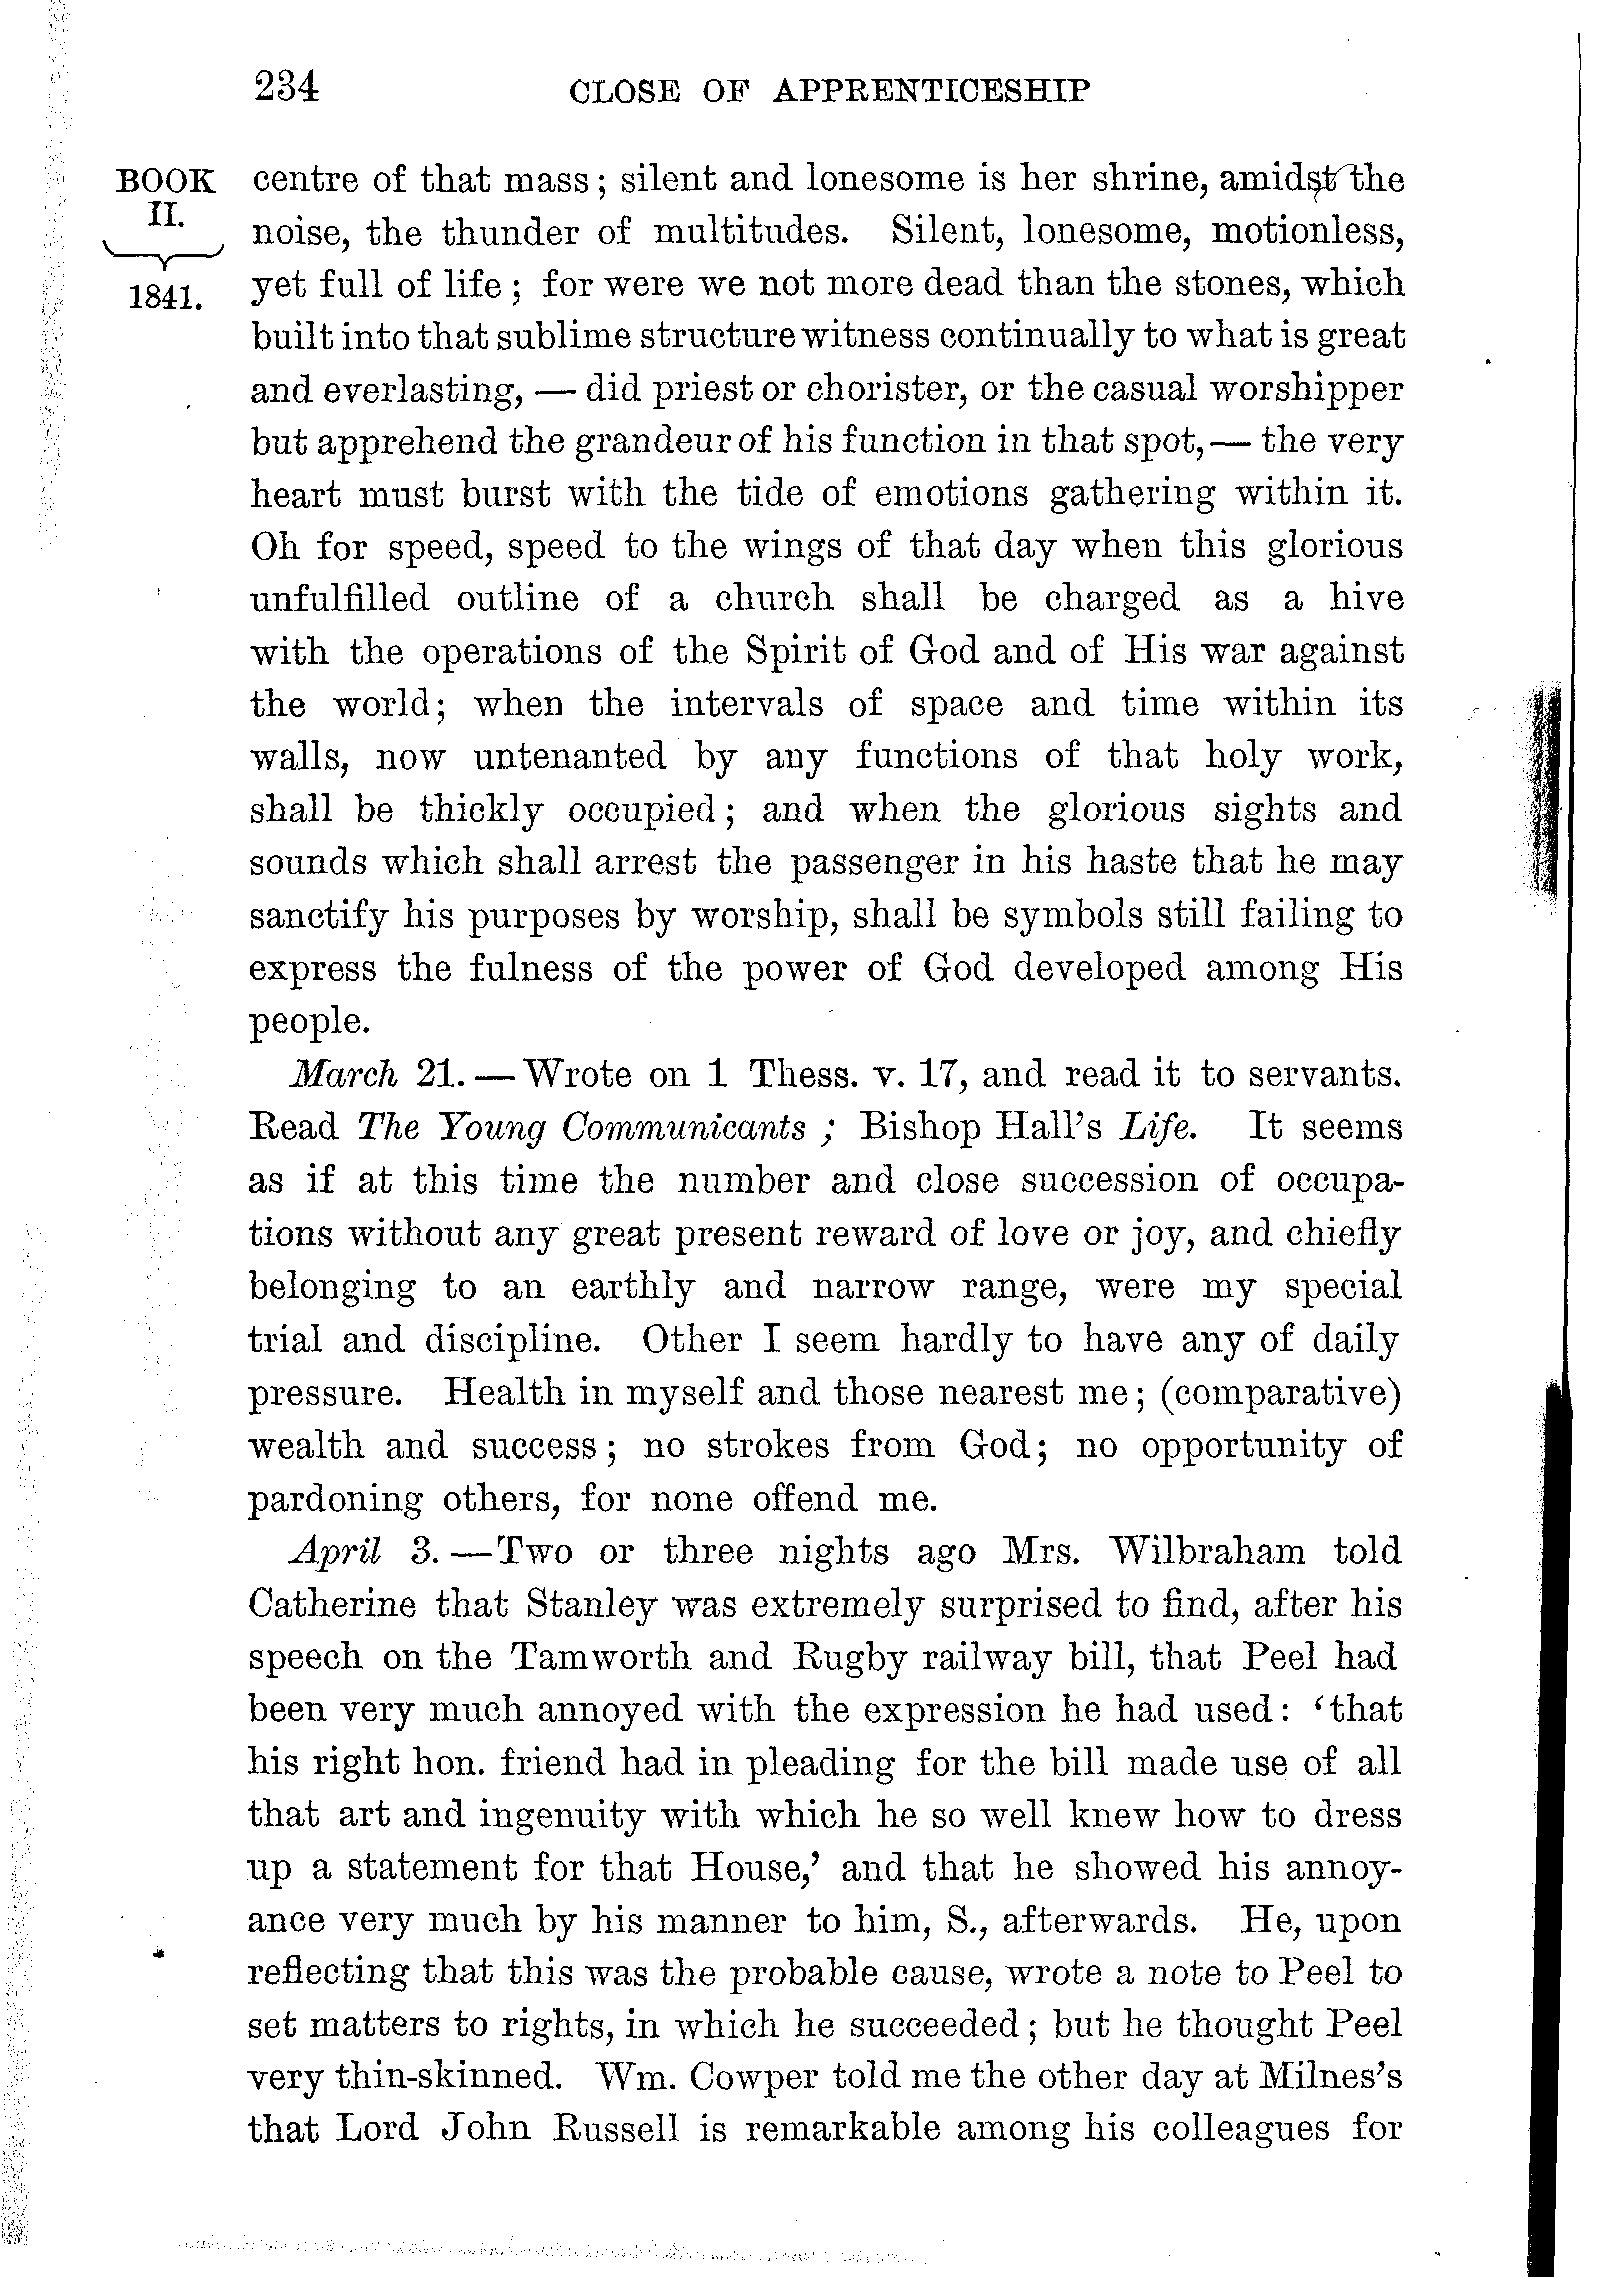 234 CLOSE OF APPRENTICESHIP
BOOK
II.
1841.
centre of that mass; silent and lonesome is her shrine, amidst the
noise, the thunder of multitudes. Silent, lonesome, motionless,
yet full of life; for were we not more dead than the stones, which
built into that sublime structure witness continually to what is great
and everlasting, — did priest or chorister, or the casual worshipper
but apprehend the grandeur of his function in that spot,— the very
heart must burst with the tide of emotions gathering within it.
Oh for speed, speed to the wings of that day when this glorious
unfulfilled outline of a church shall be charged as a hive
with the operations of the Spirit of God and of His war against
the world; when the intervals of space and time within its
walls, now untenanted by any functions of that holy work,
shall be thickly occupied; and when the glorious sights and
sounds which shall arrest the passenger in his haste that he may
sanctify his purposes by worship, shall be symbols still failing to
express the fulness of the power of God developed among His
people.
March 21. — Wrote on 1 Thess. v. 17, and read it to servants.
Read The Young Communicants; Bishop Hall's Life. It seems
as if at this time the number and close succession of occupa-
tions without any great present reward of love or joy, and chiefly
belonging to an earthly and narrow range, were my special
trial and discipline. Other I seem hardly to have any of daily
pressure. Health in myself and those nearest me; (comparative)
wealth and success; no strokes from God; no opportunity of
pardoning others, for none offend me.
April 3. —Two or three nights ago Mrs. Wilbraham told
Catherine that Stanley was extremely surprised to find, after his
speech on the Tamworth and Rugby railway bill, that Peel had
been very much annoyed with the expression he had used: 'that
his right hon. friend had in pleading for the bill made use of all
that art and ingenuity with which he so well knew how to dress
up a statement for that House,' and that he showed his annoy-
ance very much by his manner to him, S., afterwards. He, upon
reflecting that this was the probable cause, wrote a note to Peel to
set matters to rights, in which he succeeded; but he thought Peel
very thin-skinned. Wm. Cowper told me the other day at Milnes's
that Lord John Russell is remarkable among his colleagues for